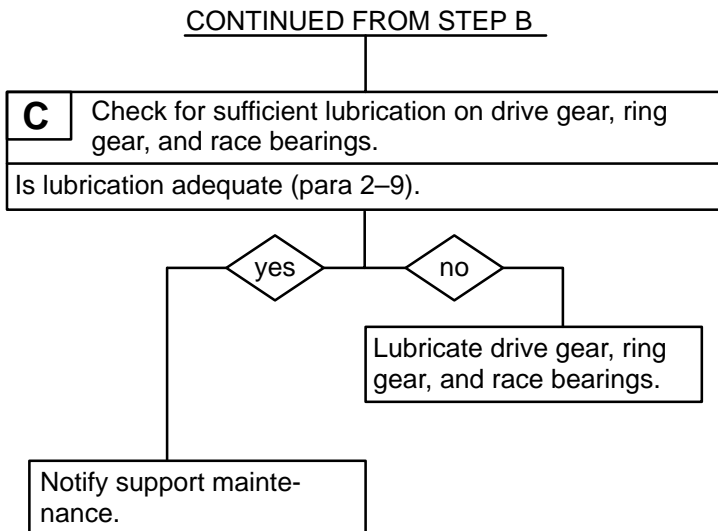 CONTINUED FROM STEP B
C
Check for sufficient lubrication on drive gear, ring
gear, and race bearings.
Is lubrication adequate (para 2–9).
yes
no
Lubricate drive gear, ring
gear, and race bearings.
Notify support mainte-
nance.